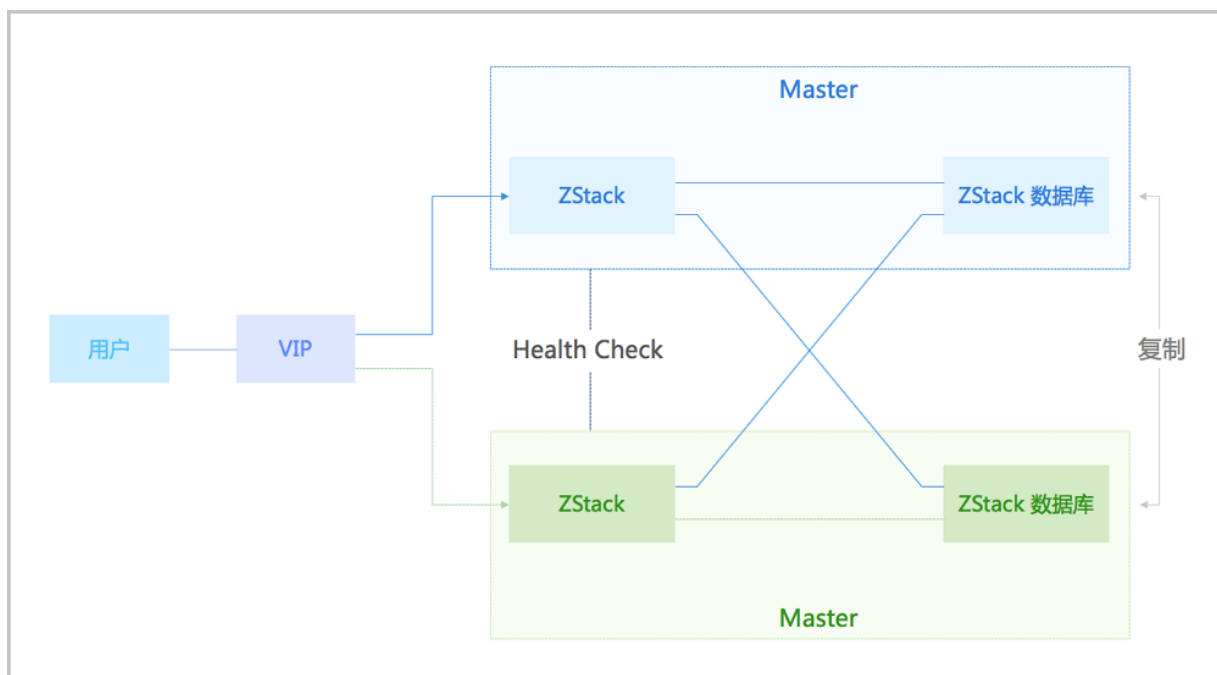 Master
ZStack
ZStack 数据库
用户
VIP
Health Check
复制
ZStack
ZStack 数据库
Master